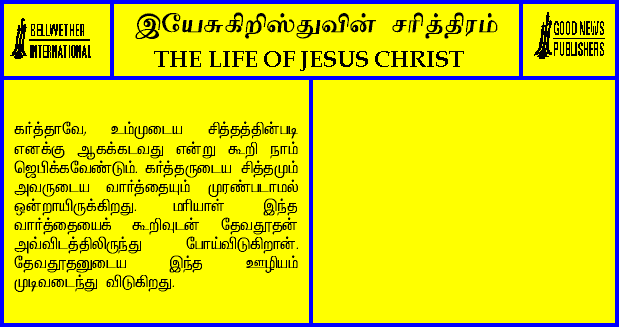 BELLWETHER
INTERNATIONAL
இயேசுகிறிஸ்துவின் சரித்திரம்
THE LIFE OF JESUS CHRIST
GOOD NEWS
PUBLISHERS
கர்த்தாவே, உம்முடைய சித்தத்தின்படி
எனக்கு ஆகக்கடவது என்று கூறி நாம்
ஜெபிக்கவேண்டும். கர்த்தருடைய சித்தமும்
அவருடைய வார்த்தையும் முரண்படாமல்
ஒன்றாயிருக்கிறது. மரியாள் இந்த
வார்த்தையைக் கூறிவுடன் தேவதூதன்
அவ்விடத்திலிருந்து போய்விடுகிறான்.
தேவதூதனுடைய இந்த ஊழியம்
முடிவடைந்து விடுகிறது.